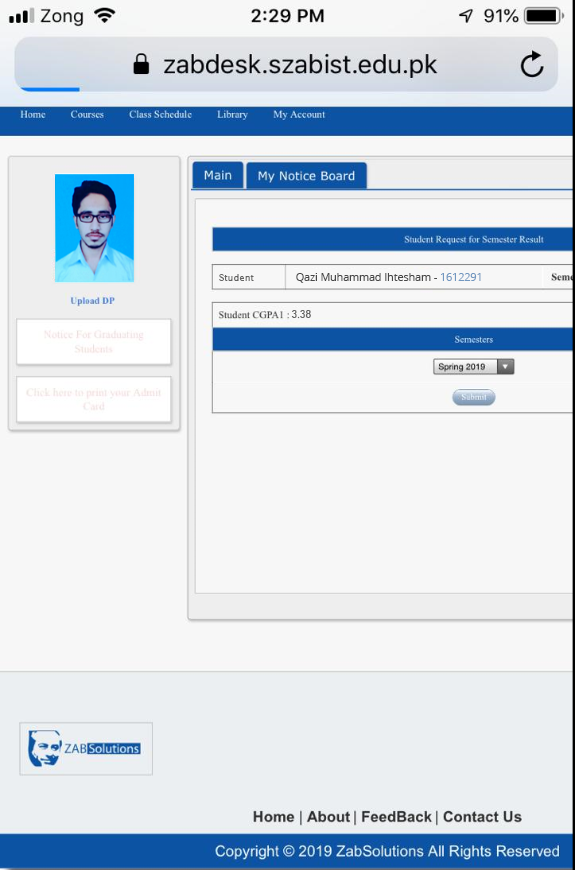 Zong 2:29 PM 91%
zabdesk.szabist.edu.pk
Home Courses Class Schedule Library My Account
Main My Notice Board
Student Request for Semester Result
Student Qazi Muhammad Ihtesham - 1612291 Seme
Upload DP
Student CGPA1 : 3.38
Notice For Graduating
Students
Semesters
Spring 2019
Click here to print your Admit
Card
Submit
ZABSolutions
Home | About | FeedBack | Contact Us
Copyright © 2019 ZabSolutions All Rights Reserved